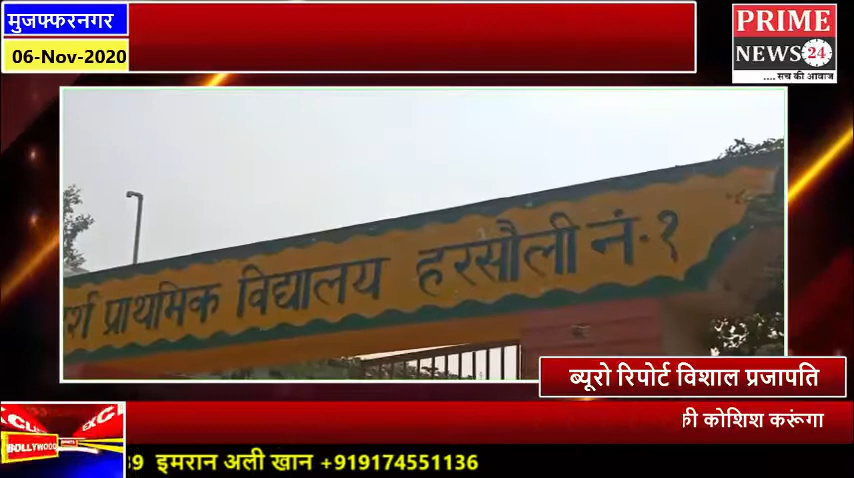 मुजफ्फरनगर
06-Nov-2020
PRIME
NEWS 24
....सच की आवाज
र्श प्राथमिक विद्यालय हरसौली नं.१
ब्यूरो रिपोर्ट विशाल प्रजापति
की कोशिश करूंगा
BOLLYWOOD
39 इमरान अली खान +919174551136